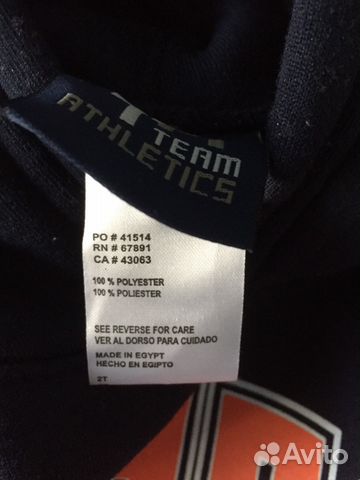 TEAM
ATHLETICS
PO # 41514
RN # 67891
CA # 43063
100 % POLYESTER
100 % POLIESTER
SEE REVERSE FOR CARE
VER AL DORSO PARA CUIDADO
MADE IN EGYPT
HECHO EN EGIPTO
2T
Avito